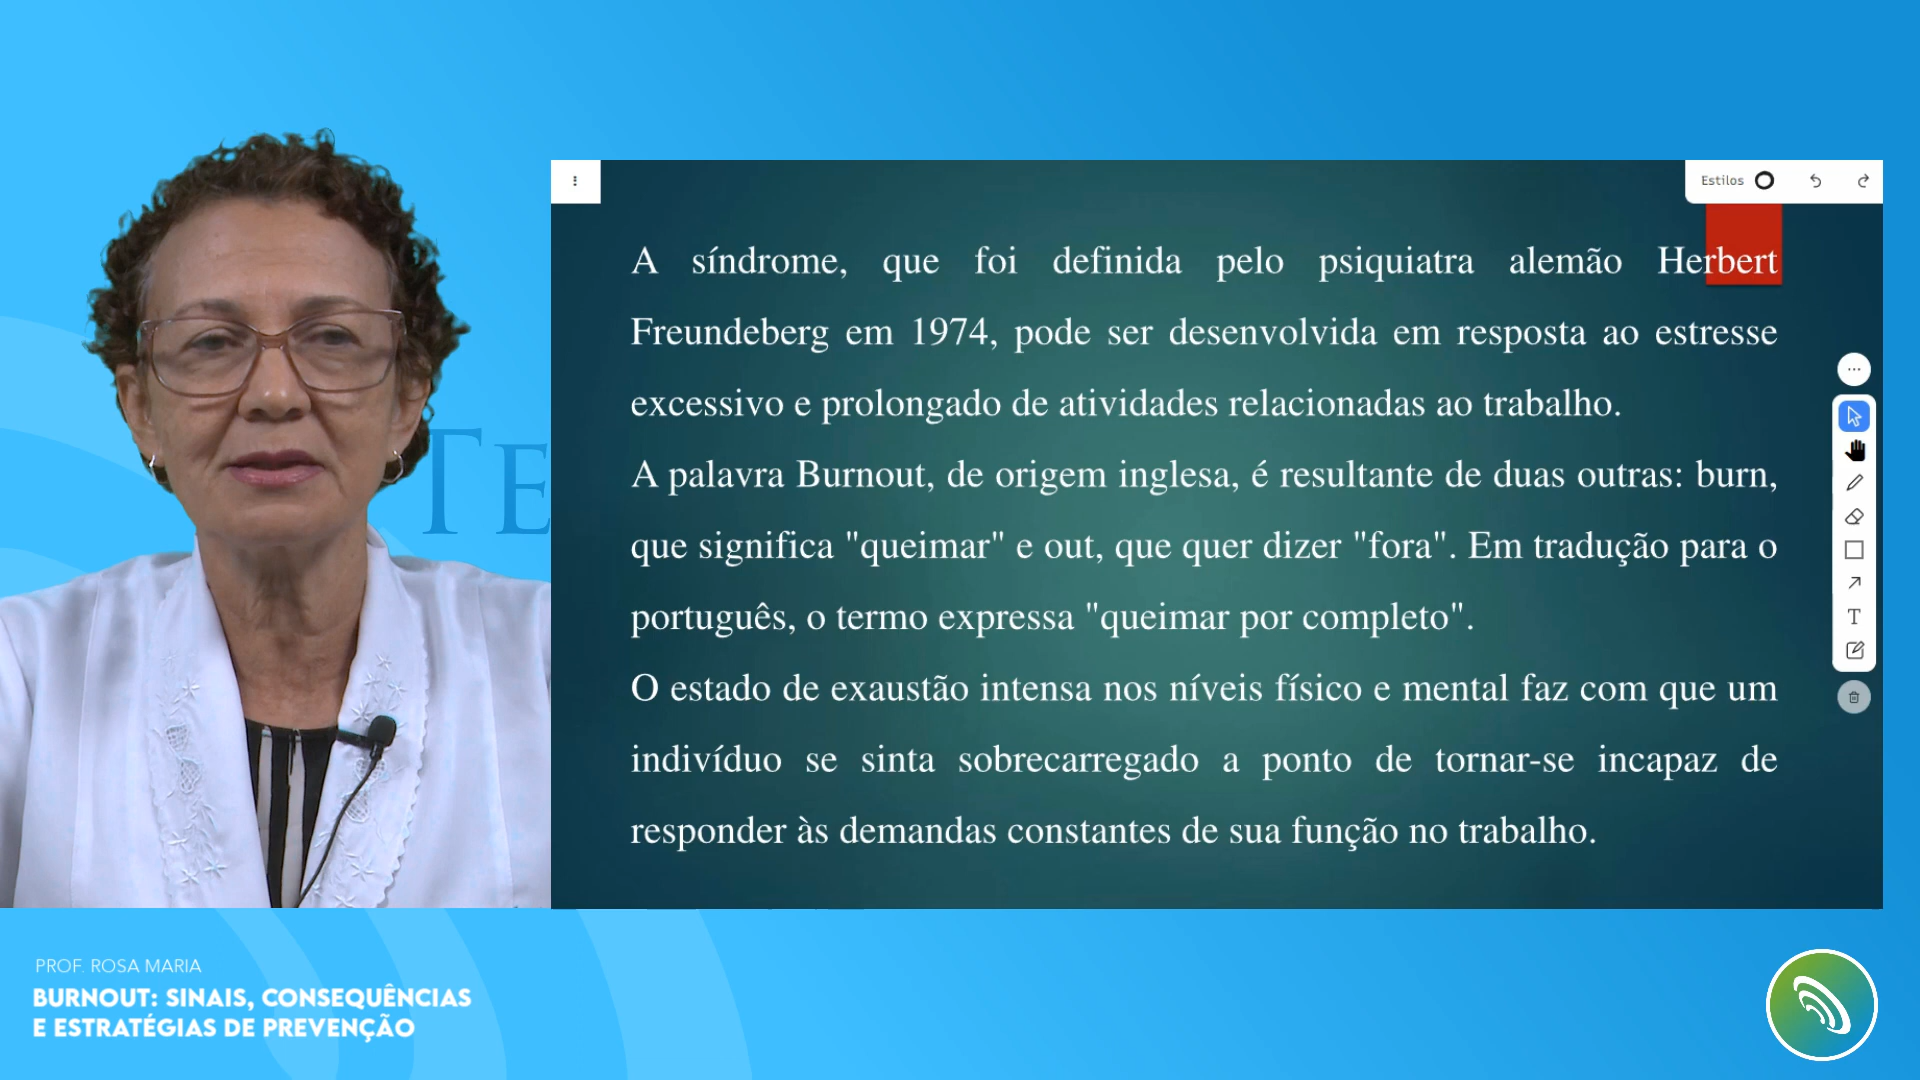 Estilos
A síndrome, que foi definida pelo psiquiatra alemão Herbert
Freundeberg em 1974, pode ser desenvolvida em resposta ao estresse
excessivo e prolongado de atividades relacionadas ao trabalho.
A palavra Burnout, de origem inglesa, é resultante de duas outras: burn,
que significa "queimar" e out, que quer dizer "fora". Em tradução para o
português, o termo expressa "queimar por completo".
O estado de exaustão intensa nos níveis físico e mental faz com que um
indivíduo se sinta sobrecarregado a ponto de tornar-se incapaz de
responder às demandas constantes de sua função no trabalho.
T
PROF. ROSA MARIA
BURNOUT: SINAIS, CONSEQUÊNCIAS
E ESTRATÉGIAS DE PREVENÇÃO